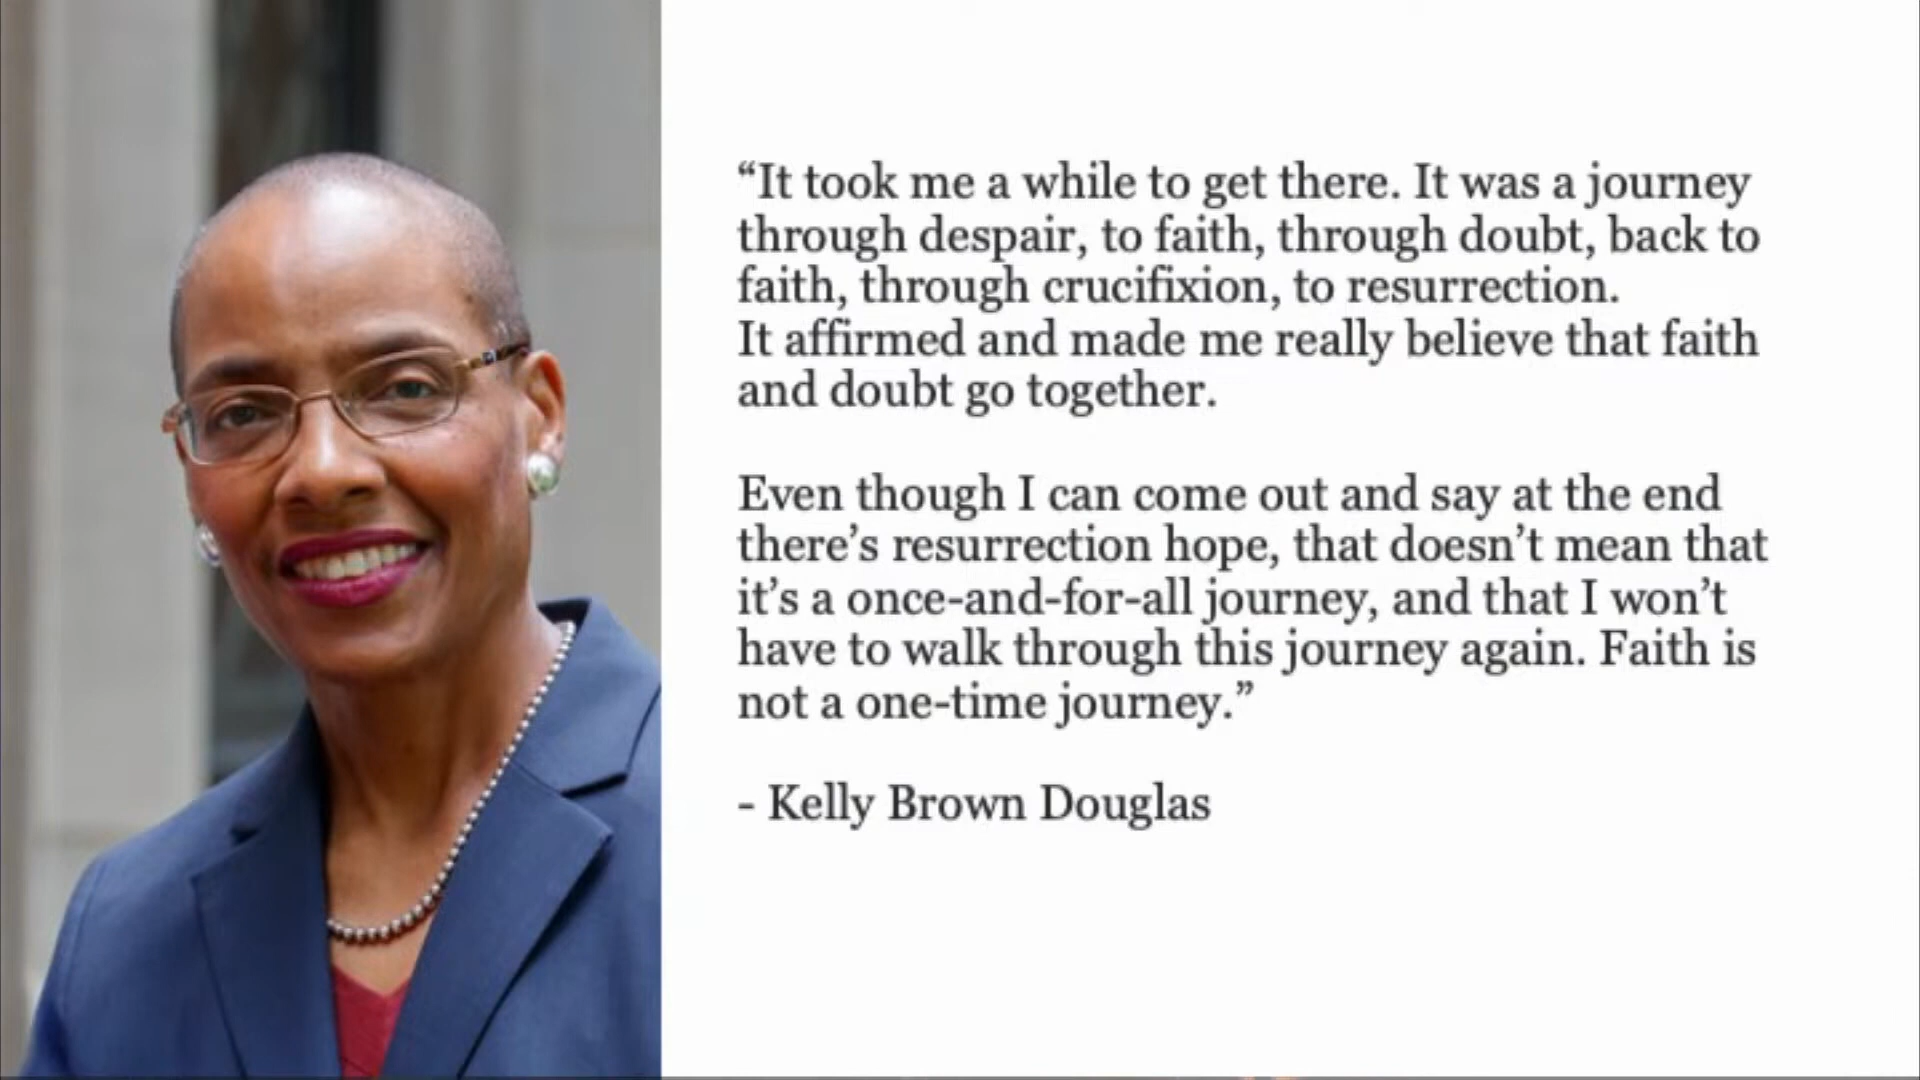 “It took me a while to get there. It was a journey
through despair, to faith, through doubt, back to
faith, through crucifixion, to resurrection.
It affirmed and made me really believe that faith
and doubt go together.
Even though I can come out and say at the end
there’s resurrection hope, that doesn’t mean that
it’s a once-and-for-all journey, and that I won’t
have to walk through this journey again. Faith is
not a one-time journey.”
- Kelly Brown Douglas